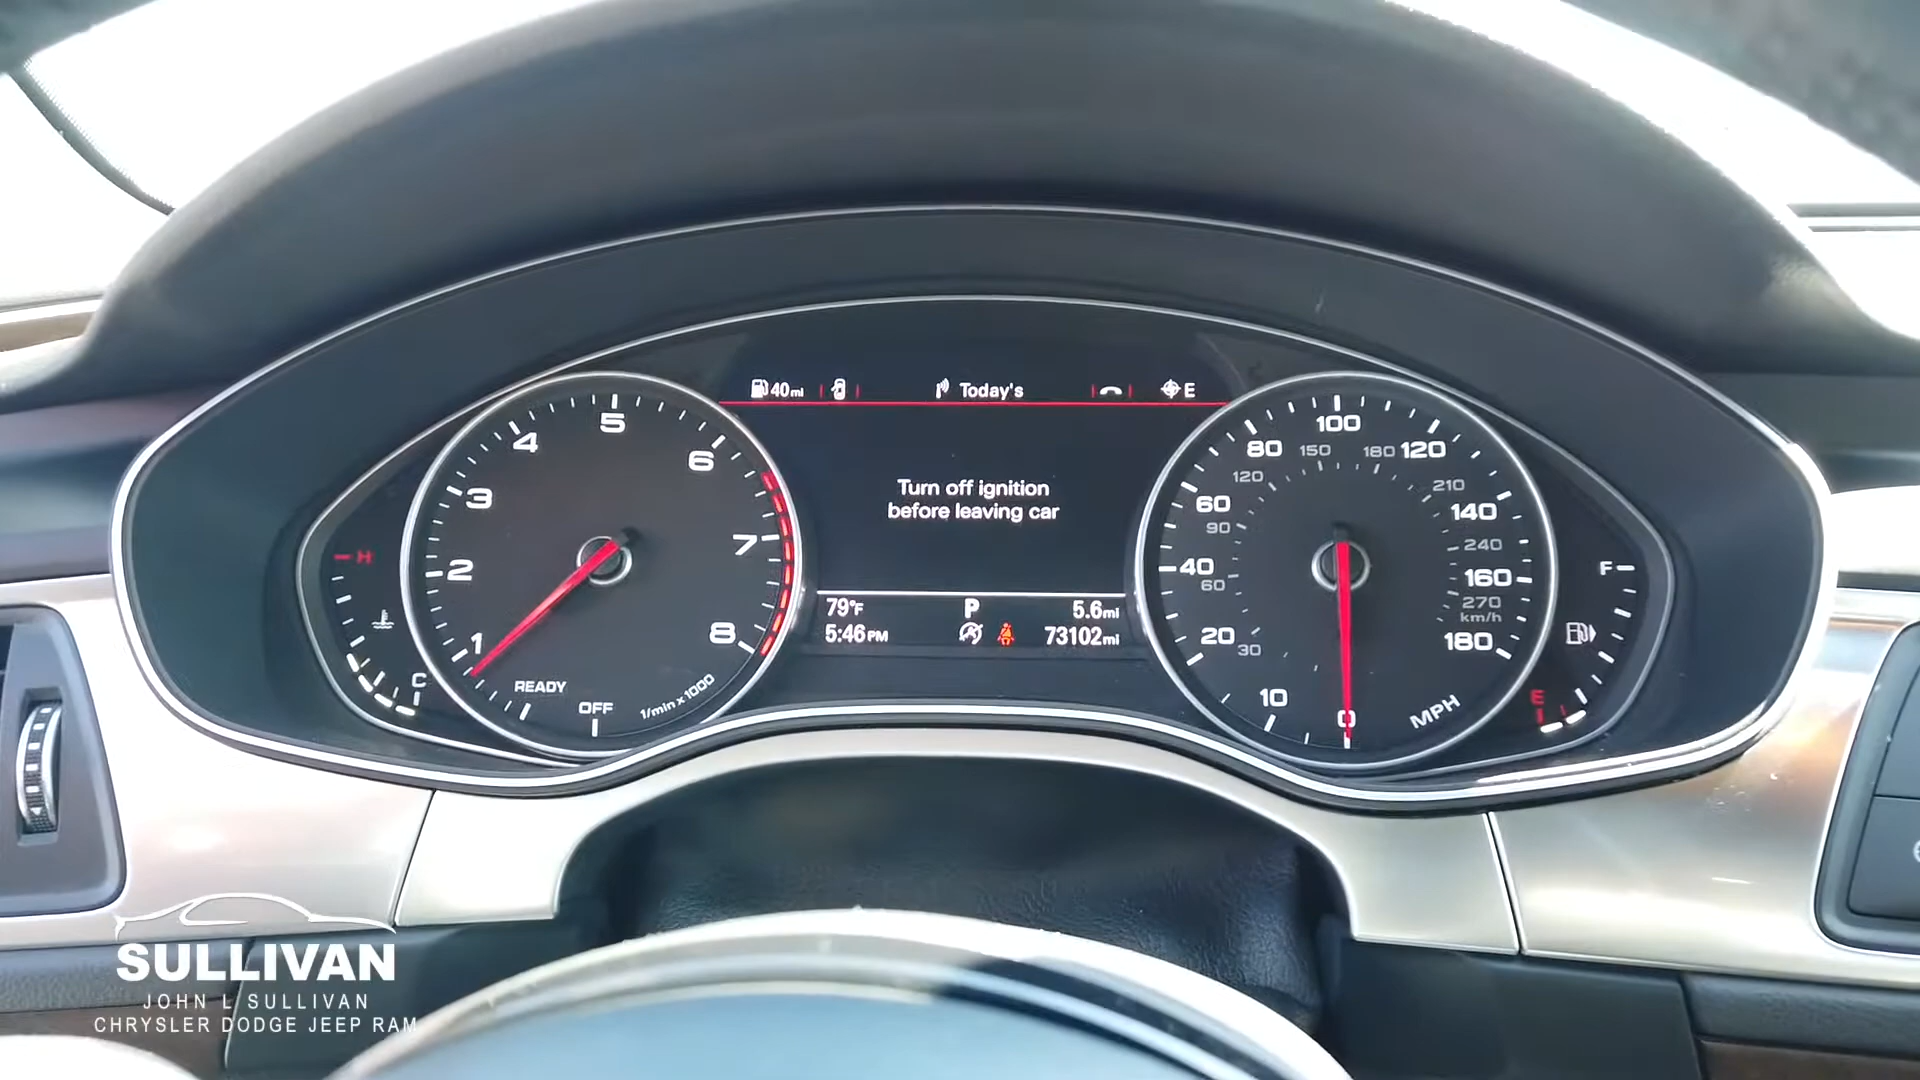 40mi
Today's
E
Turn off ignition
before leaving car
79°F
P
5.6mi
5:46PM
73102mi
1
2
3
4
5
6
7
8
READY
OFF
1/min x 1000
H
C
0
10
20
40
60
80
100
120
140
160
180
30
60
90
120
150
180
210
240
270
km/h
MPH
F
E
SULLIVAN
JOHN L SULLIVAN
CHRYSLER DODGE JEEP RAM